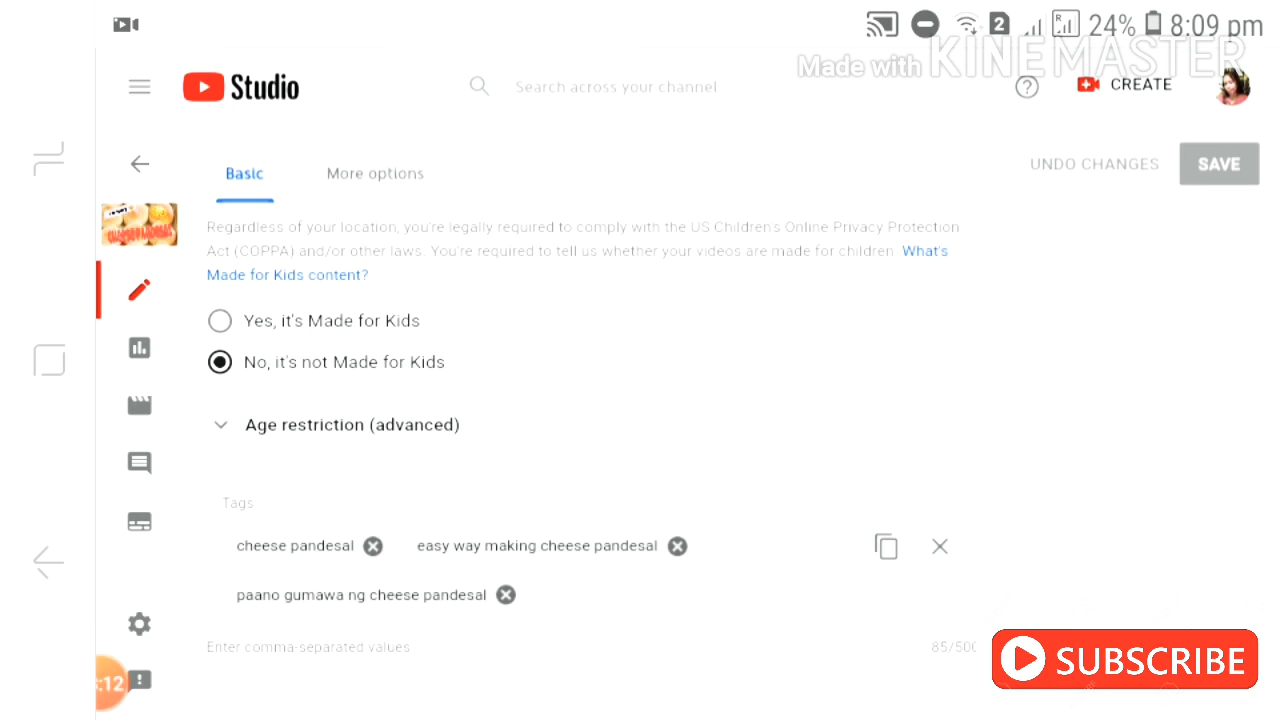 2 R 24% 8:09 pm
Made with KINEMASTER
Studio
Search across your channel
CREATE
Basic
More options
UNDO CHANGES
SAVE
Regardless of your location, you're legally required to comply with the US Children's Online Privacy Protection
Act (COPPA) and/or other laws. You're required to tell us whether your videos are made for children. What's
Made for Kids content?
Yes, it's Made for Kids
No, it's not Made for Kids
Age restriction (advanced)
Tags
cheese pandesal
easy way making cheese pandesal
paano gumawa ng cheese pandesal
Enter comma-separated values
85/500
:12
SUBSCRIBE